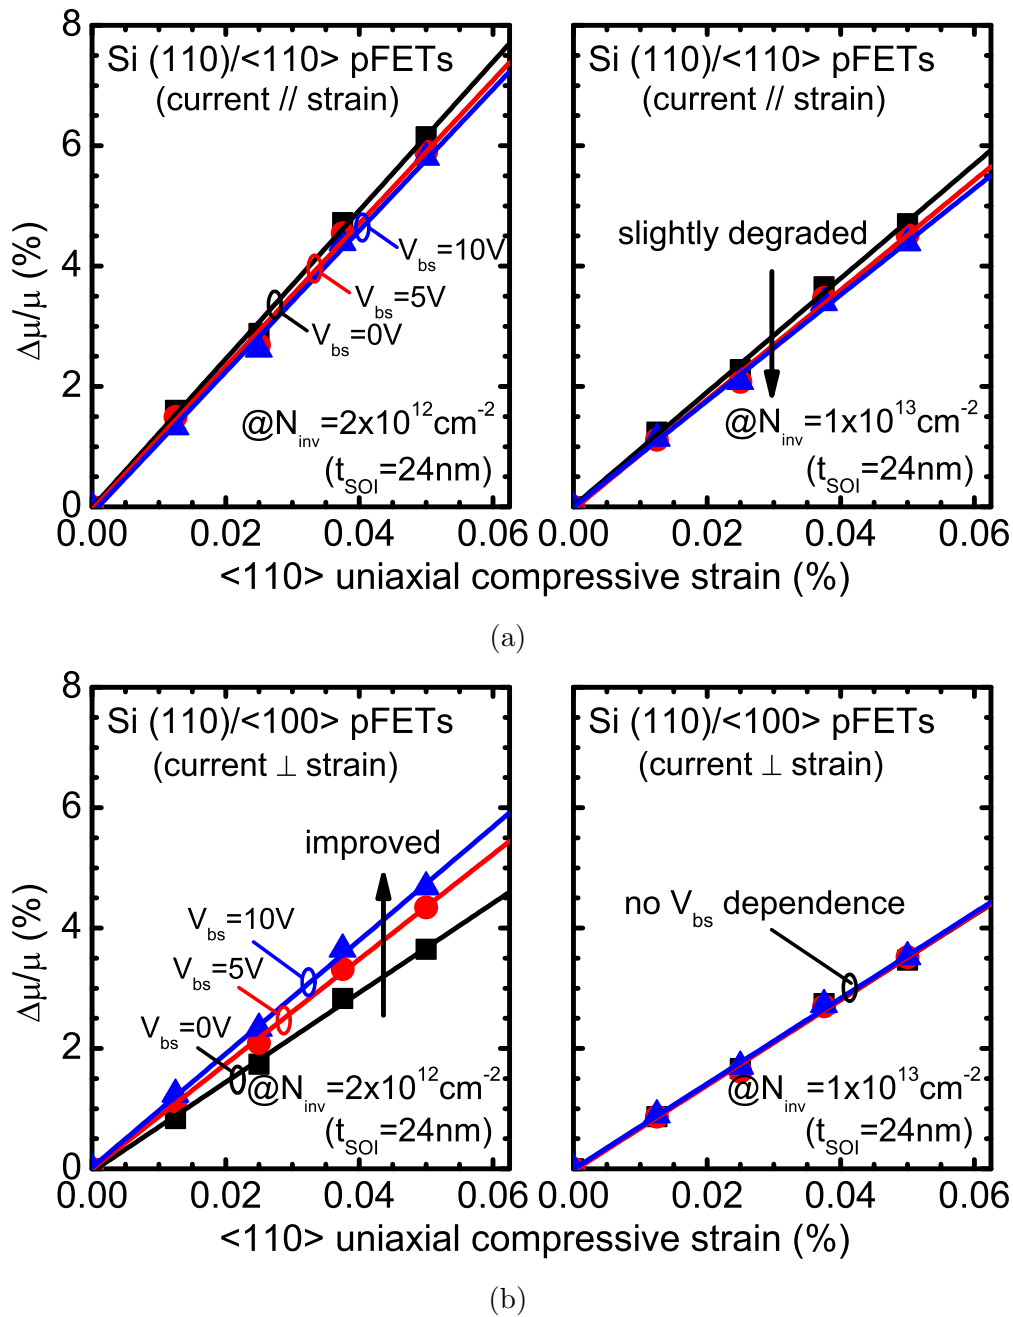 Si (110)/<110> pFETs
(current // strain)
8
6
4
2
0
Δμ/μ (%)
V_bs=10V
V_bs=5V
V_bs=0V
@N_inv=2x10^12cm^-2
(t_SOI=24nm)
0.00 0.02 0.04 0.06
Si (110)/<110> pFETs
(current // strain)
slightly degraded
@N_inv=1x10^13cm^-2
(t_SOI=24nm)
0.00 0.02 0.04 0.06
<110> uniaxial compressive strain (%)
(a)
Si (110)/<100> pFETs
(current ⊥ strain)
8
6
4
2
0
Δμ/μ (%)
improved
V_bs=10V
V_bs=5V
V_bs=0V
@N_inv=2x10^12cm^-2
(t_SOI=24nm)
0.00 0.02 0.04 0.06
Si (110)/<100> pFETs
(current ⊥ strain)
no V_bs dependence
@N_inv=1x10^13cm^-2
(t_SOI=24nm)
0.00 0.02 0.04 0.06
<110> uniaxial compressive strain (%)
(b)